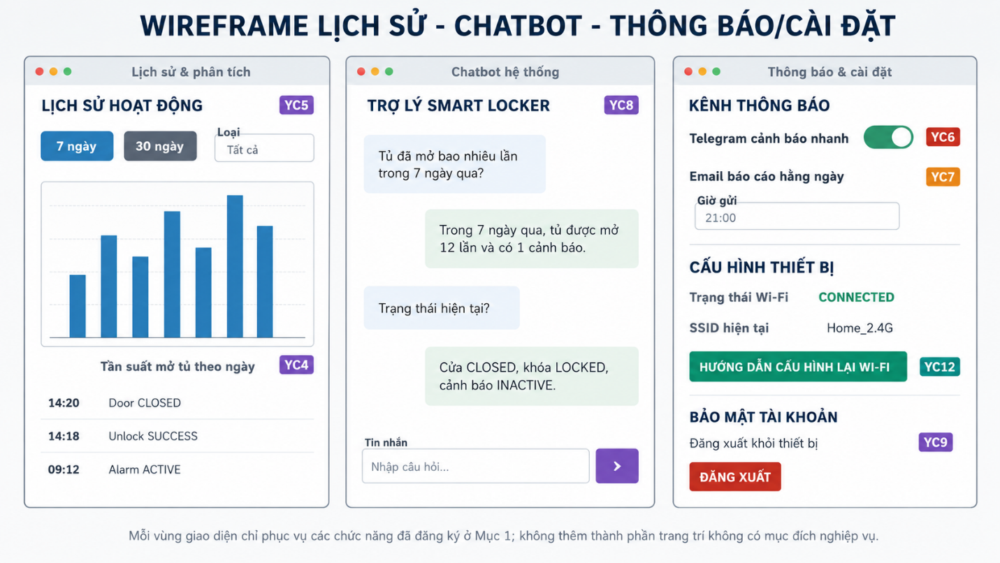 WIREFRAME LỊCH SỬ - CHATBOT - THÔNG BÁO/CÀI ĐẶT
Lịch sử & phân tích
LỊCH SỬ HOẠT ĐỘNG
YC5
7 ngày
30 ngày
Loại
Tất cả
Tần suất mở tủ theo ngày
YC4
14:20 Door CLOSED
14:18 Unlock SUCCESS
09:12 Alarm ACTIVE
Chatbot hệ thống
TRỢ LÝ SMART LOCKER
YC8
Tủ đã mở bao nhiêu lần
trong 7 ngày qua?
Trong 7 ngày qua, tủ được mở
12 lần và có 1 cảnh báo.
Trạng thái hiện tại?
Cửa CLOSED, khóa LOCKED,
cảnh báo INACTIVE.
Tin nhắn
Nhập câu hỏi...
Thông báo & cài đặt
KÊNH THÔNG BÁO
Telegram cảnh báo nhanh
YC6
Email báo cáo hằng ngày
YC7
Giờ gửi
21:00
CẤU HÌNH THIẾT BỊ
Trạng thái Wi-Fi CONNECTED
SSID hiện tại Home_2.4G
HƯỚNG DẪN CẤU HÌNH LẠI WI-FI
YC12
BẢO MẬT TÀI KHOẢN
Đăng xuất khỏi thiết bị
YC9
ĐĂNG XUẤT
Mỗi vùng giao diện chỉ phục vụ các chức năng đã đăng ký ở Mục 1; không thêm thành phần trang trí không có mục đích nghiệp vụ.